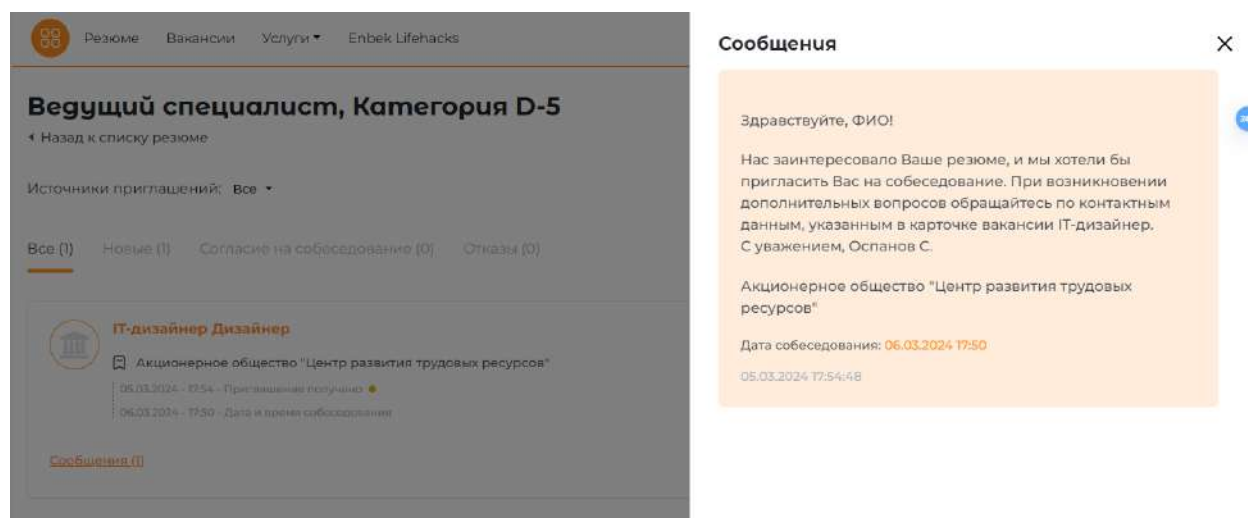 Резюме Вакансии Услуги Enbek Lifehacks
Ведущий специалист, Категория D-5
Назад к списку резюме
Источники приглашений: Все
Все (1) Новые (1) Согласие на собеседование (0) Отказы (0)
IT-дизайнер Дизайнер
Акционерное общество "Центр развития трудовых ресурсов"
05.03.2024 - 17:54 - Приглашение получено
06.03.2024 - 17:50 - Дата и время собеседования
Сообщения (1)
Сообщения
Здравствуйте, ФИО!
Нас заинтересовало Ваше резюме, и мы хотели бы
пригласить Вас на собеседование. При возникновении
дополнительных вопросов обращайтесь по контактным
данным, указанным в карточке вакансии IT-дизайнер.
С уважением, Оспанов С.
Акционерное общество "Центр развития трудовых
ресурсов"
Дата собеседования: 06.03.2024 17:50
05.03.2024 17:54:48